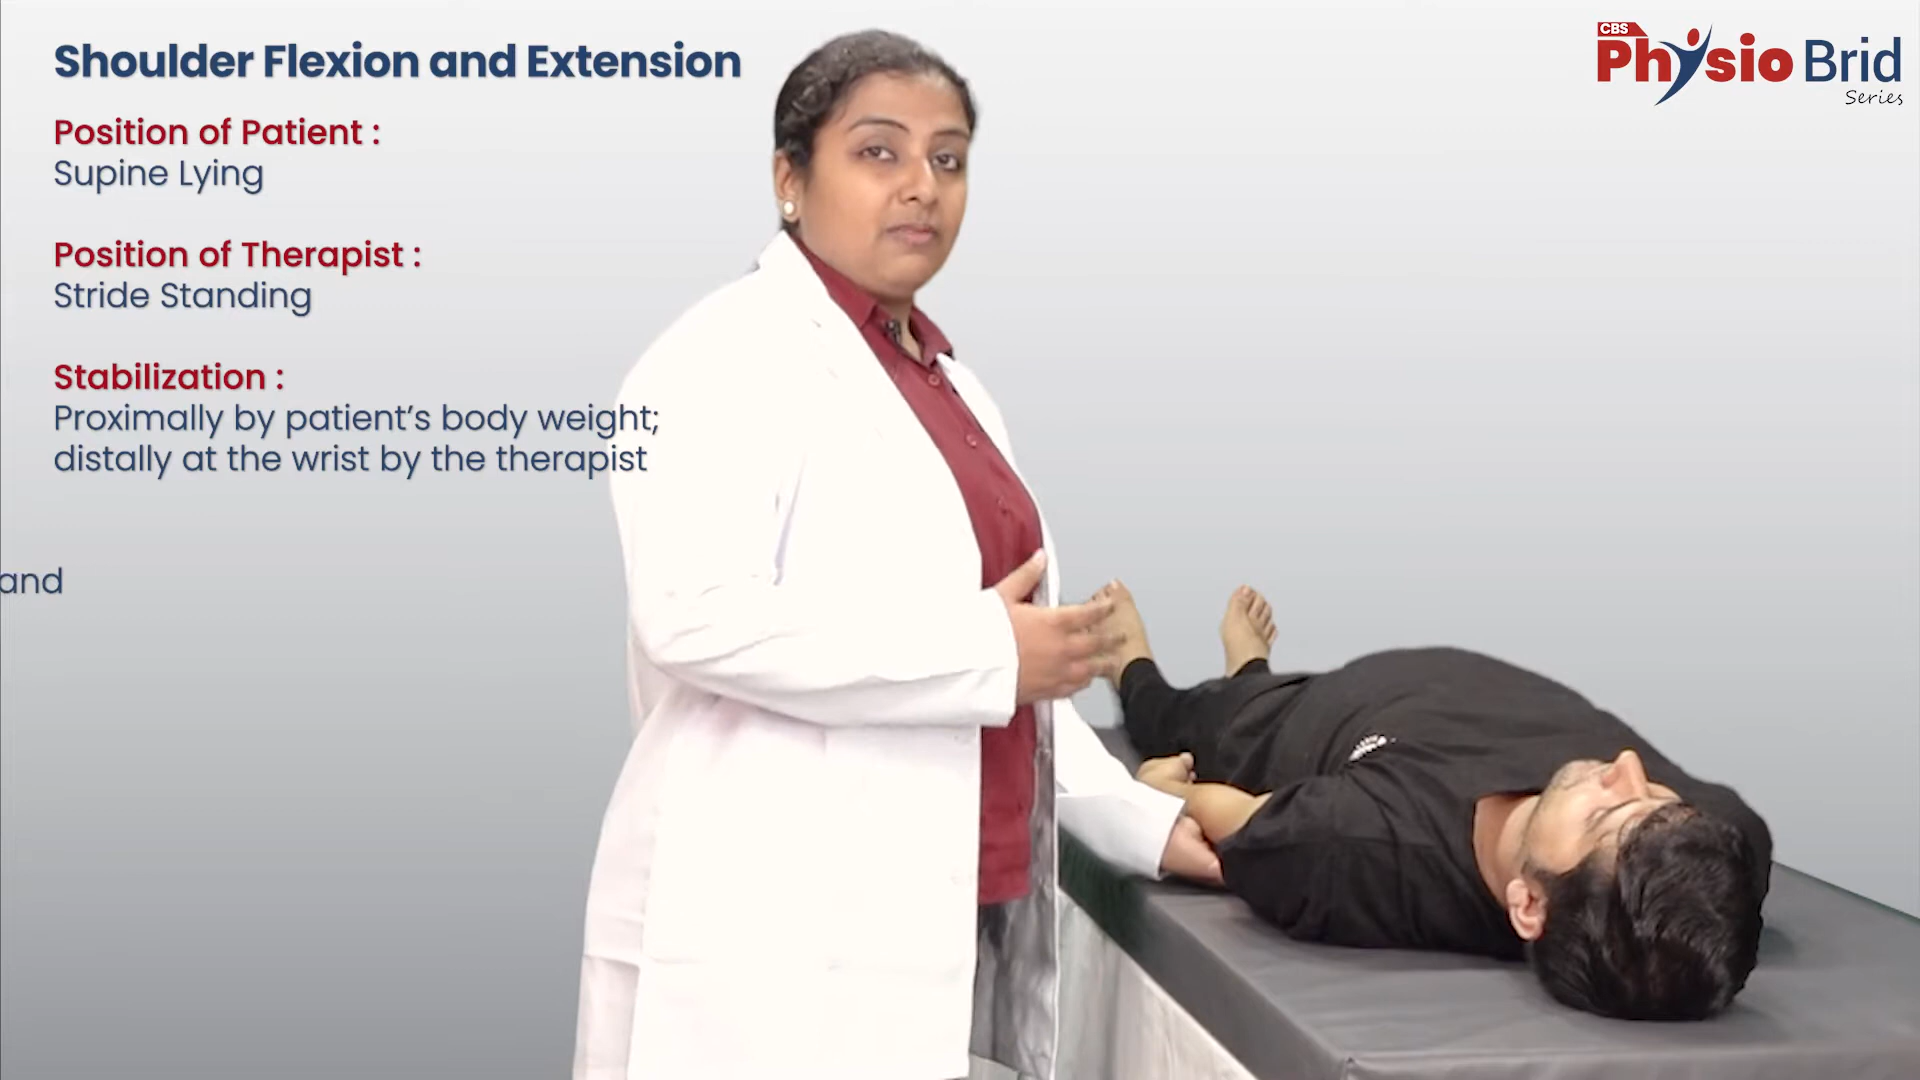 Shoulder Flexion and Extension
Position of Patient :
Supine Lying
Position of Therapist :
Stride Standing
Stabilization :
Proximally by patient’s body weight;
distally at the wrist by the therapist
and
CBS
Physio Brid
Series